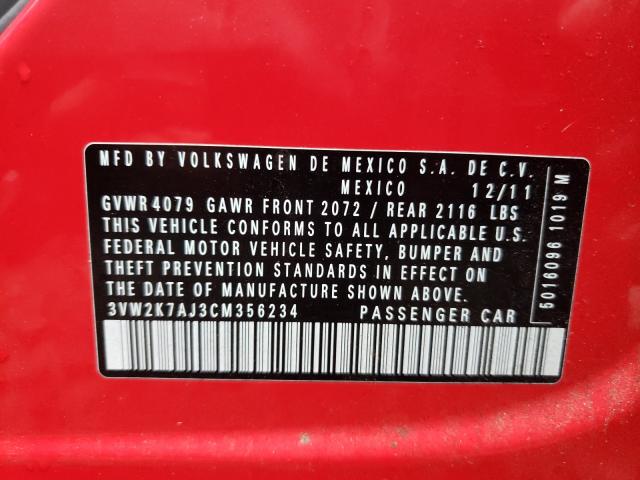 MFD BY VOLKSWAGEN DE MEXICO S.A. DE C.V.
MEXICO 12/11
GVWR 4079 GAWR FRONT 2072 / REAR 2116 LBS
THIS VEHICLE CONFORMS TO ALL APPLICABLE U.S.
FEDERAL MOTOR VEHICLE SAFETY, BUMPER AND
THEFT PREVENTION STANDARDS IN EFFECT ON
THE DATE OF MANUFACTURE SHOWN ABOVE.
3VW2K7AJ3CM356234 PASSENGER CAR
5016096 1019 M